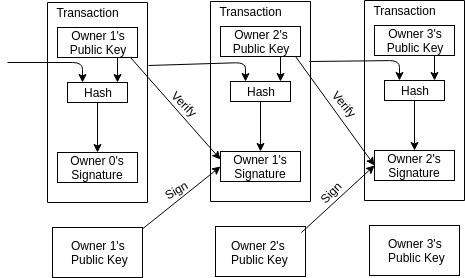 Transaction
Owner 1's
Public Key
Hash
Owner 0's
Signature
Transaction
Owner 2's
Public Key
Hash
Owner 1's
Signature
Transaction
Owner 3's
Public Key
Hash
Owner 2's
Signature
Verify
Verify
Sign
Sign
Owner 1's
Public Key
Owner 2's
Public Key
Owner 3's
Public Key